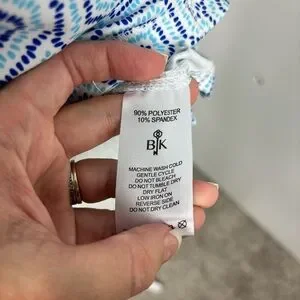 90% POLYESTER
10% SPANDEX
B K
MACHINE WASH COLD
GENTLE CYCLE
DO NOT BLEACH
DO NOT TUMBLE DRY
DRY FLAT
LOW IRON ON
REVERSE SIDE
DO NOT DRY CLEAN